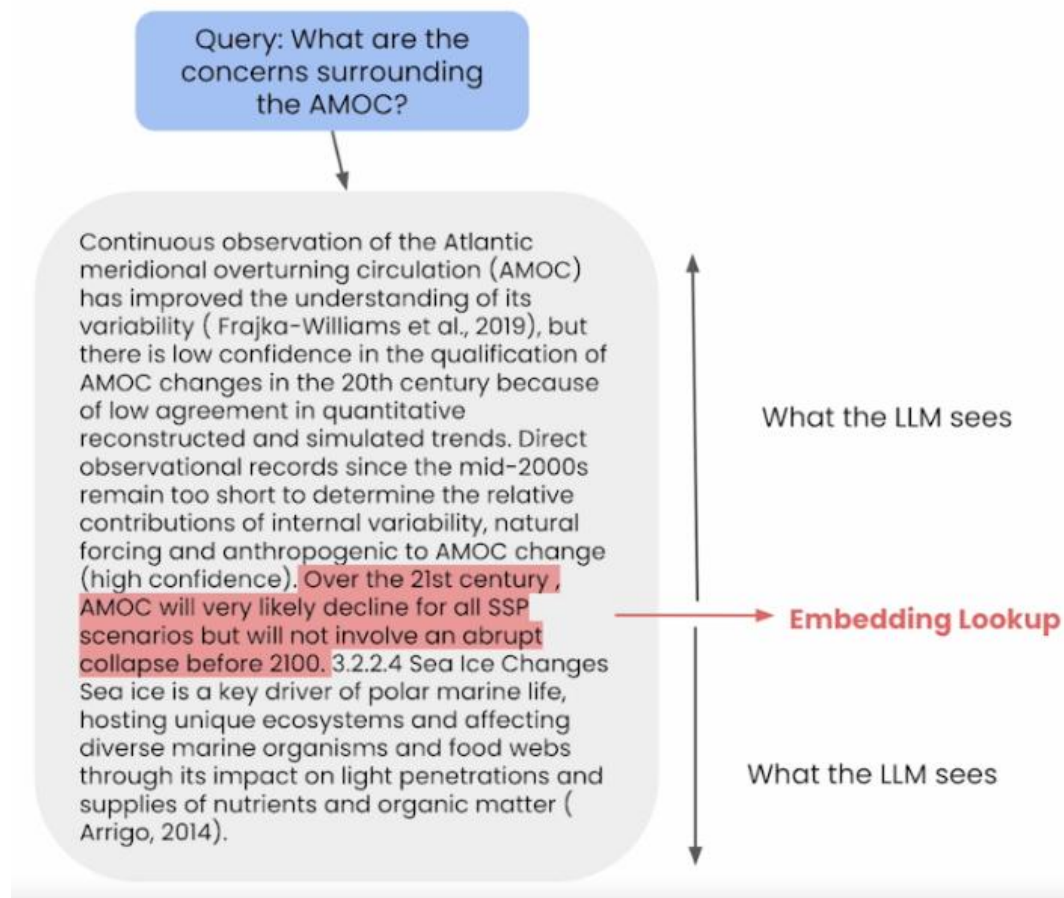 Query: What are the
concerns surrounding
the AMOC?
Continuous observation of the Atlantic
meridional overturning circulation (AMOC)
has improved the understanding of its
variability ( Frajka-Williams et al., 2019), but
there is low confidence in the qualification of
AMOC changes in the 20th century because
of low agreement in quantitative
reconstructed and simulated trends. Direct
observational records since the mid-2000s
remain too short to determine the relative
contributions of internal variability, natural
forcing and anthropogenic to AMOC change
(high confidence). Over the 21st century ,
AMOC will very likely decline for all SSP
scenarios but will not involve an abrupt
collapse before 2100. 3.2.2.4 Sea Ice Changes
Sea ice is a key driver of polar marine life,
hosting unique ecosystems and affecting
diverse marine organisms and food webs
through its impact on light penetrations and
supplies of nutrients and organic matter (
Arrigo, 2014).
What the LLM sees
Embedding Lookup
What the LLM sees